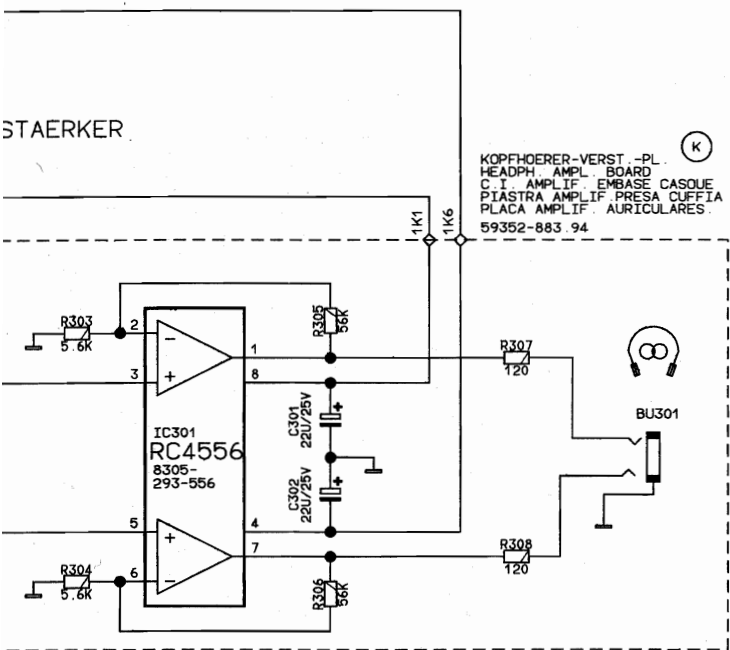 STAERKER
K
KOPFHOERER-VERST.-PL.
HEADPH. AMPL. BOARD
C.I. AMPLIF. EMBASE CASQUE
PIASTRA AMPLIF.PRESA CUFFIA
PLACA AMPLIF. AURICULARES.
59352-883.94
1K1
1K6
R303
5.6K
2
R305
56K
1
R307
120
3
8
C301
22U/25V
+
BU301
IC301
RC4556
8305-
293-556
C302
22U/25V
+
5
4
7
R308
120
R304
5.6K
6
R306
56K
-
+
+
-